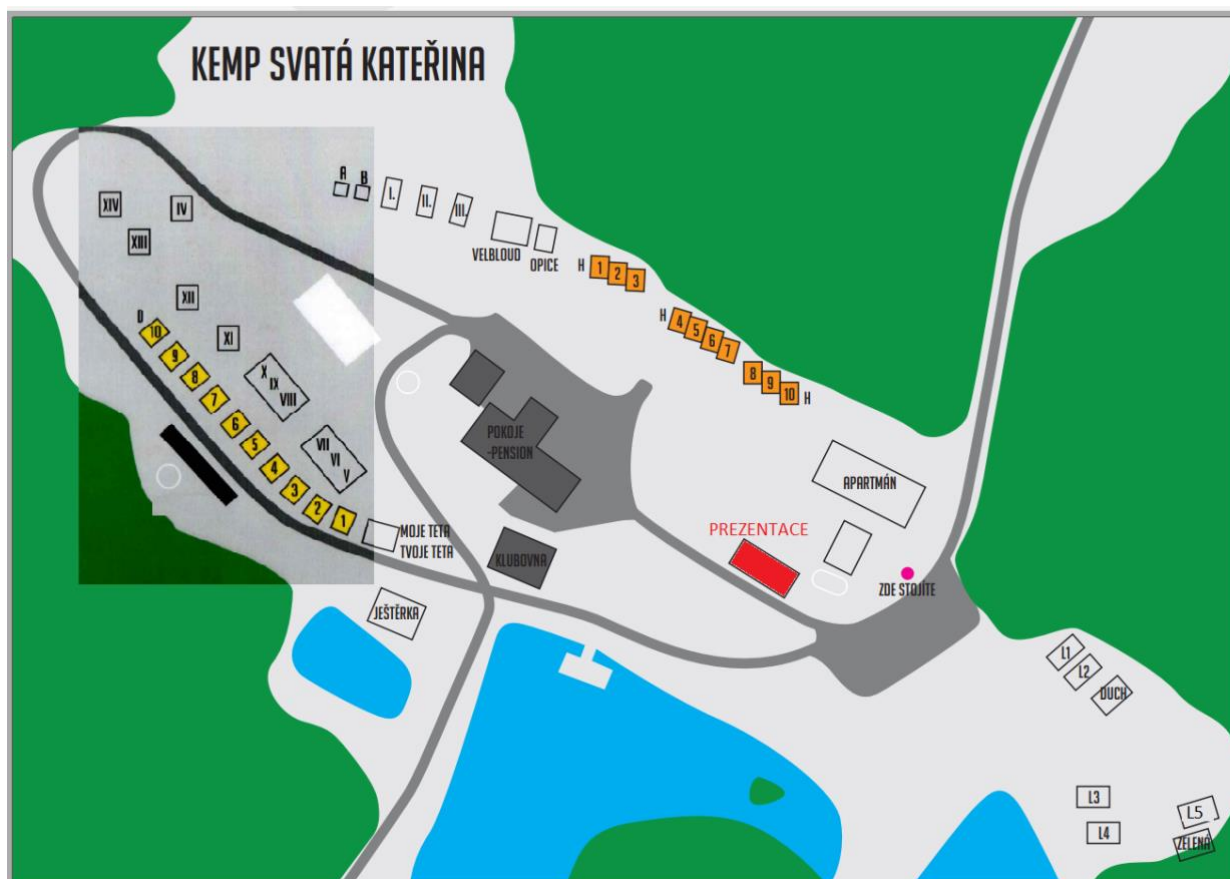 KEMP SVATÁ KATEŘINA
A
B
I.
II.
III.
VELBLOUD
OPICE
H
1
2
3
H
4
5
6
7
8
9
10
H
XIV
IV
XIII
XII
XI
X
IX
VIII
VII
VI
V
D
10
9
8
7
6
5
4
3
2
1
MOJE TETA
TVOJE TETA
JEŠTĚRKA
POKOJE
-PENSION
KLUBOVNA
PREZENTACE
APARTMÁN
ZDE STOJÍTE
L1
L2
DUCH
L3
L4
L5
ZELENÁ